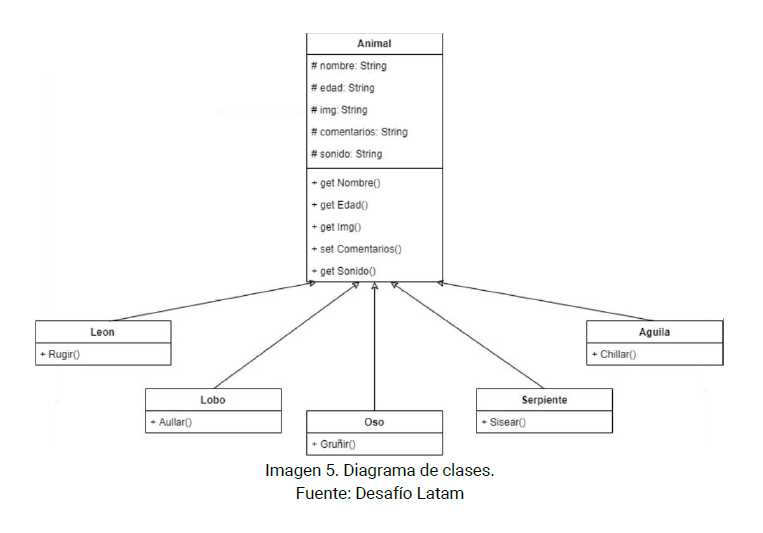 Animal
# nombre: String
# edad: String
# img: String
# comentarios: String
# sonido: String
+ get Nombre()
+ get Edad()
+ get Img()
+ set Comentarios()
+ get Sonido()
Leon
+ Rugir()
Aguila
+ Chillar()
Lobo
+ Aullar()
Serpiente
+ Sisear()
Oso
+ Gruñir()
Imagen 5. Diagrama de clases.
Fuente: Desafío Latam